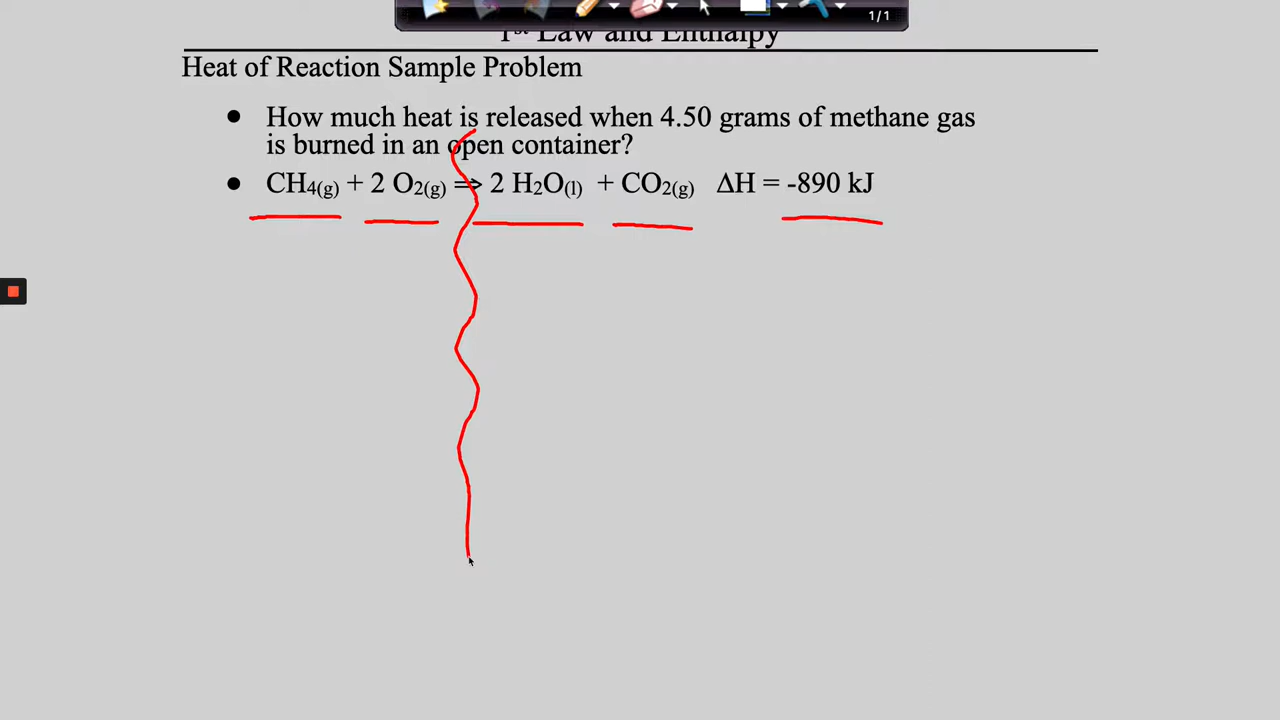 1/1
1st Law and Enthalpy
Heat of Reaction Sample Problem
● How much heat is released when 4.50 grams of methane gas
is burned in an open container?
● CH4(g) + 2 O2(g) => 2 H2O(l) + CO2(g) ΔH = -890 kJ